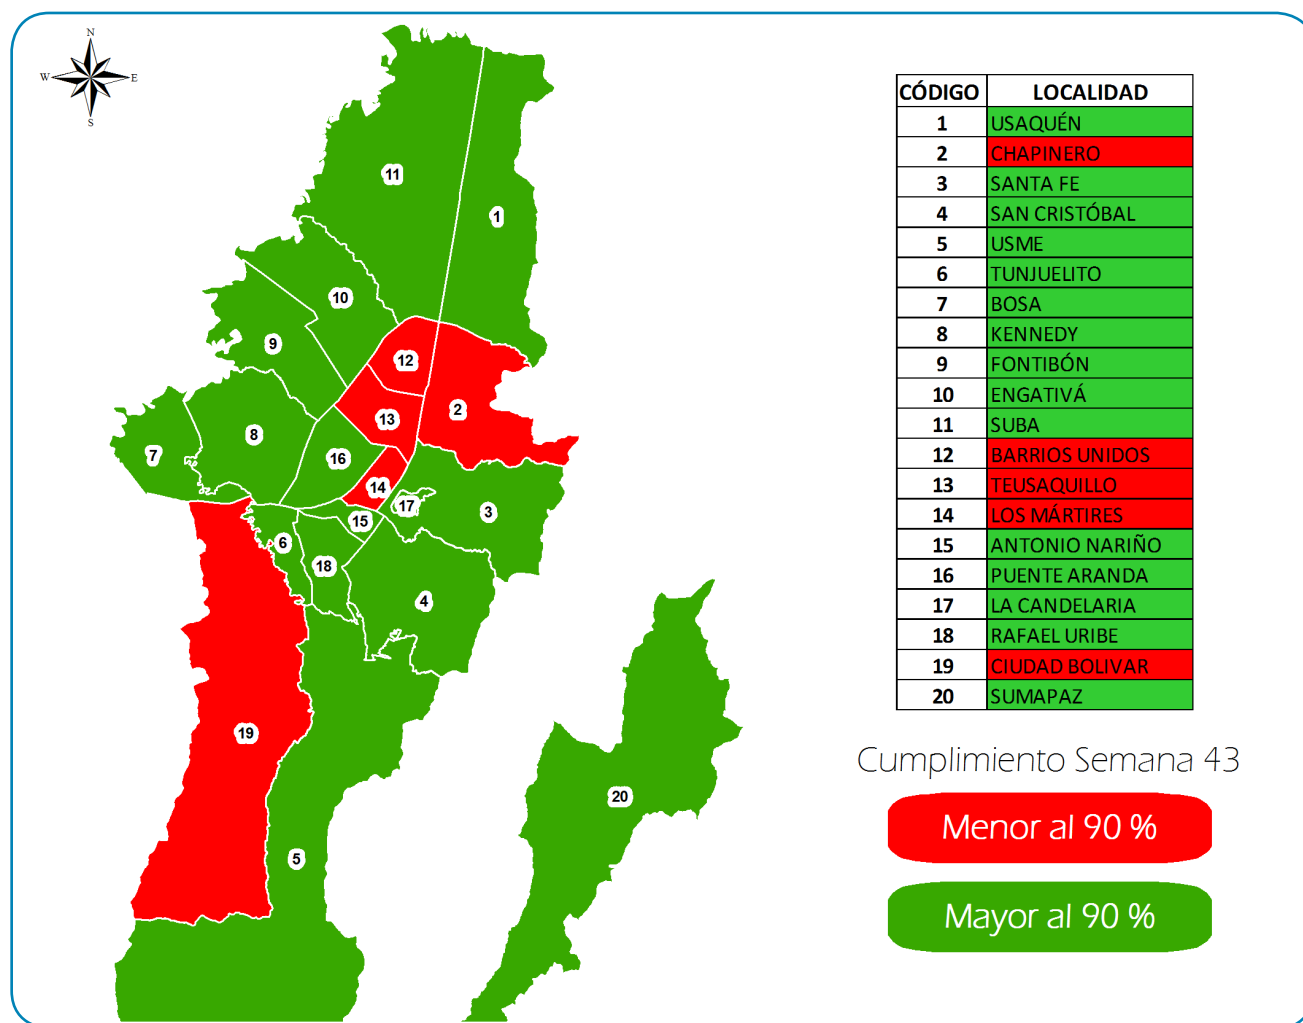 N
W E
S
11
1
10
9
12
2
13
8
7
16
14
17
3
15
6
18
4
19
20
5
CÓDIGO LOCALIDAD
1 USAQUÉN
2 CHAPINERO
3 SANTA FE
4 SAN CRISTÓBAL
5 USME
6 TUNJUELITO
7 BOSA
8 KENNEDY
9 FONTIBÓN
10 ENGATIVÁ
11 SUBA
12 BARRIOS UNIDOS
13 TEUSAQUILLO
14 LOS MÁRTIRES
15 ANTONIO NARIÑO
16 PUENTE ARANDA
17 LA CANDELARIA
18 RAFAEL URIBE
19 CIUDAD BOLIVAR
20 SUMAPAZ
Cumplimiento Semana 43
Menor al 90 %
Mayor al 90 %